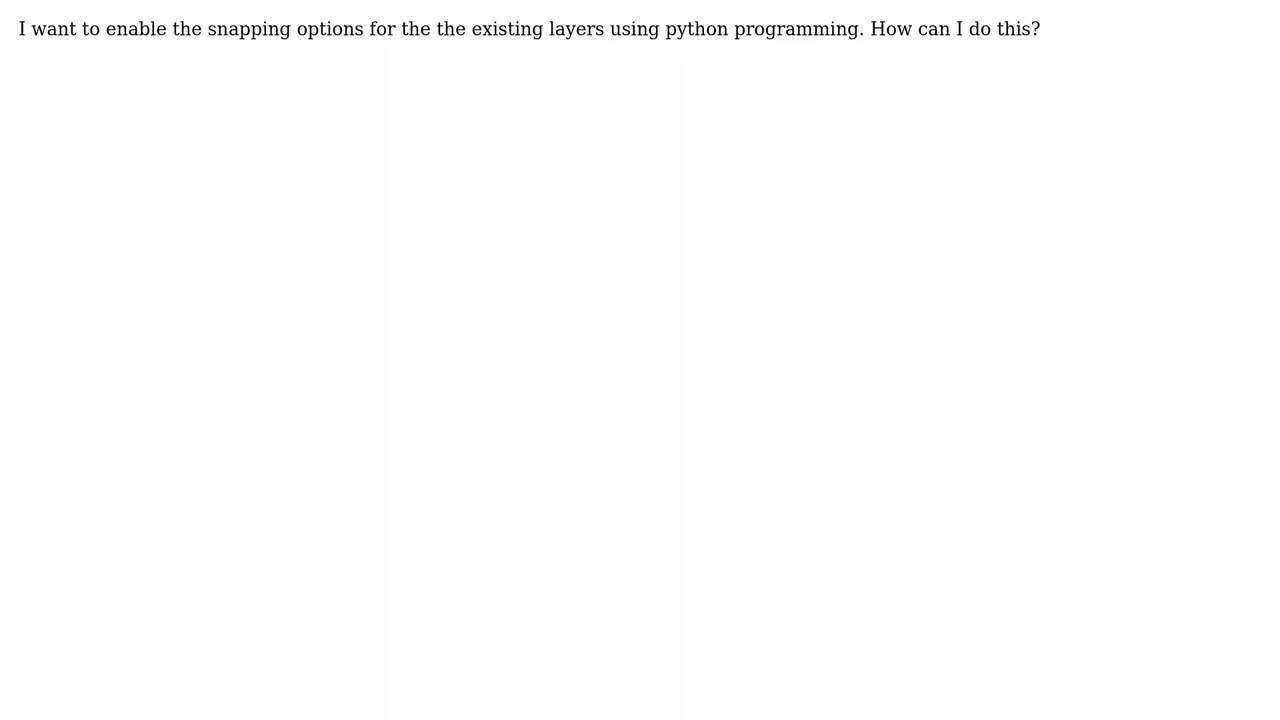 I want to enable the snapping options for the the existing layers using python programming. How can I do this?